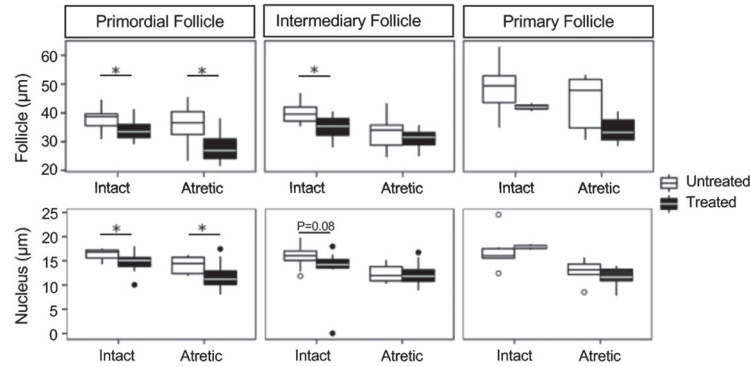 Primordial Follicle
Intermediary Follicle
Primary Follicle
Follicle (µm)
60
50
40
30
20
*
*
*
Intact
Atretic
Intact
Atretic
Intact
Atretic
Untreated
Treated
Nucleus (µm)
25
20
15
10
5
0
*
*
P=0.08
Intact
Atretic
Intact
Atretic
Intact
Atretic